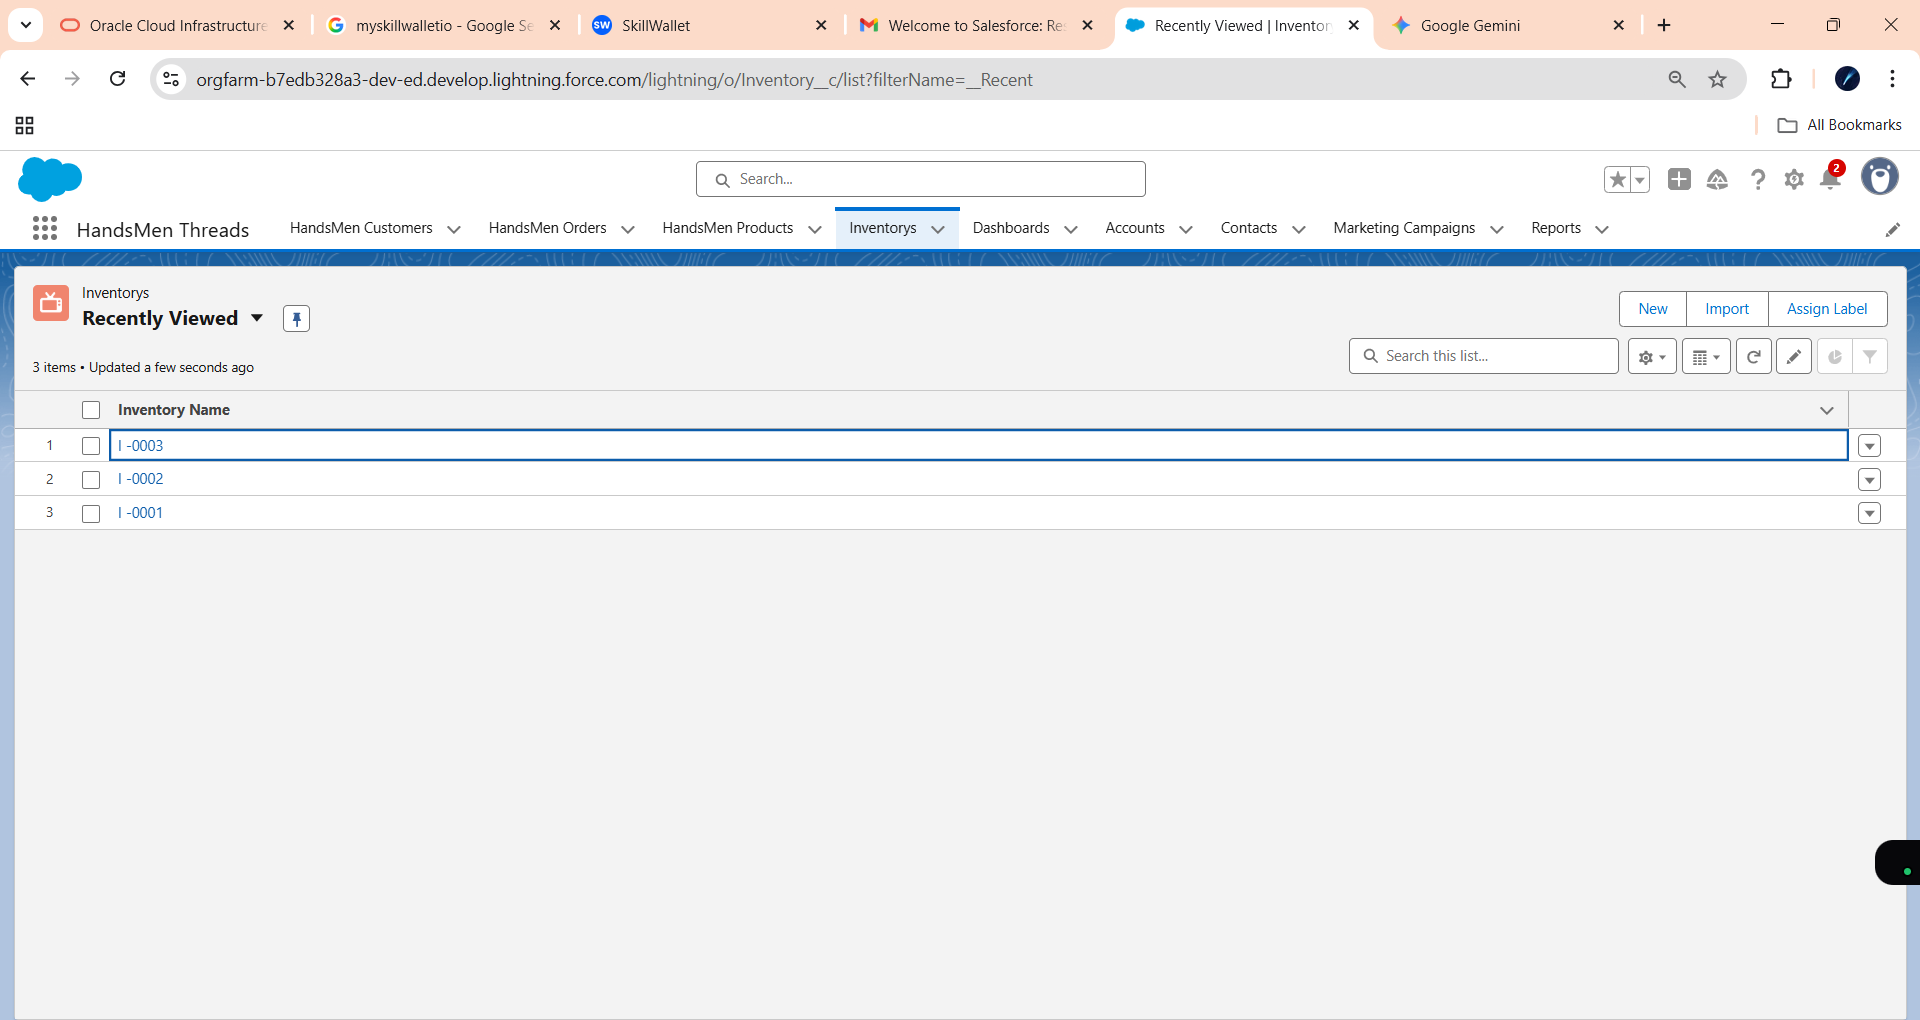 Oracle Cloud Infrastructure
myskillwalletio - Google Se
SW SkillWallet
Welcome to Salesforce: Res
Recently Viewed | Inventor
Google Gemini
orgfarm-b7edb328a3-dev-ed.develop.lightning.force.com/lightning/o/Inventory__c/list?filterName=__Recent
All Bookmarks
Search...
2
HandsMen Threads
HandsMen Customers
HandsMen Orders
HandsMen Products
Inventorys
Dashboards
Accounts
Contacts
Marketing Campaigns
Reports
Inventorys
Recently Viewed
New
Import
Assign Label
3 items • Updated a few seconds ago
Search this list...
Inventory Name
1 I -0003
2 I -0002
3 I -0001